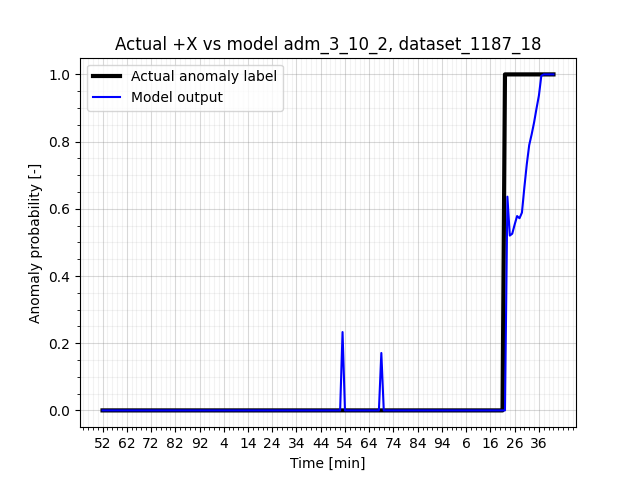 Actual +X vs model adm_3_10_2, dataset_1187_18
Actual anomaly label
Model output
1.0
0.8
0.6
0.4
0.2
0.0
Anomaly probability [-]
52 62 72 82 92 4 14 24 34 44 54 64 74 84 94 6 16 26 36
Time [min]